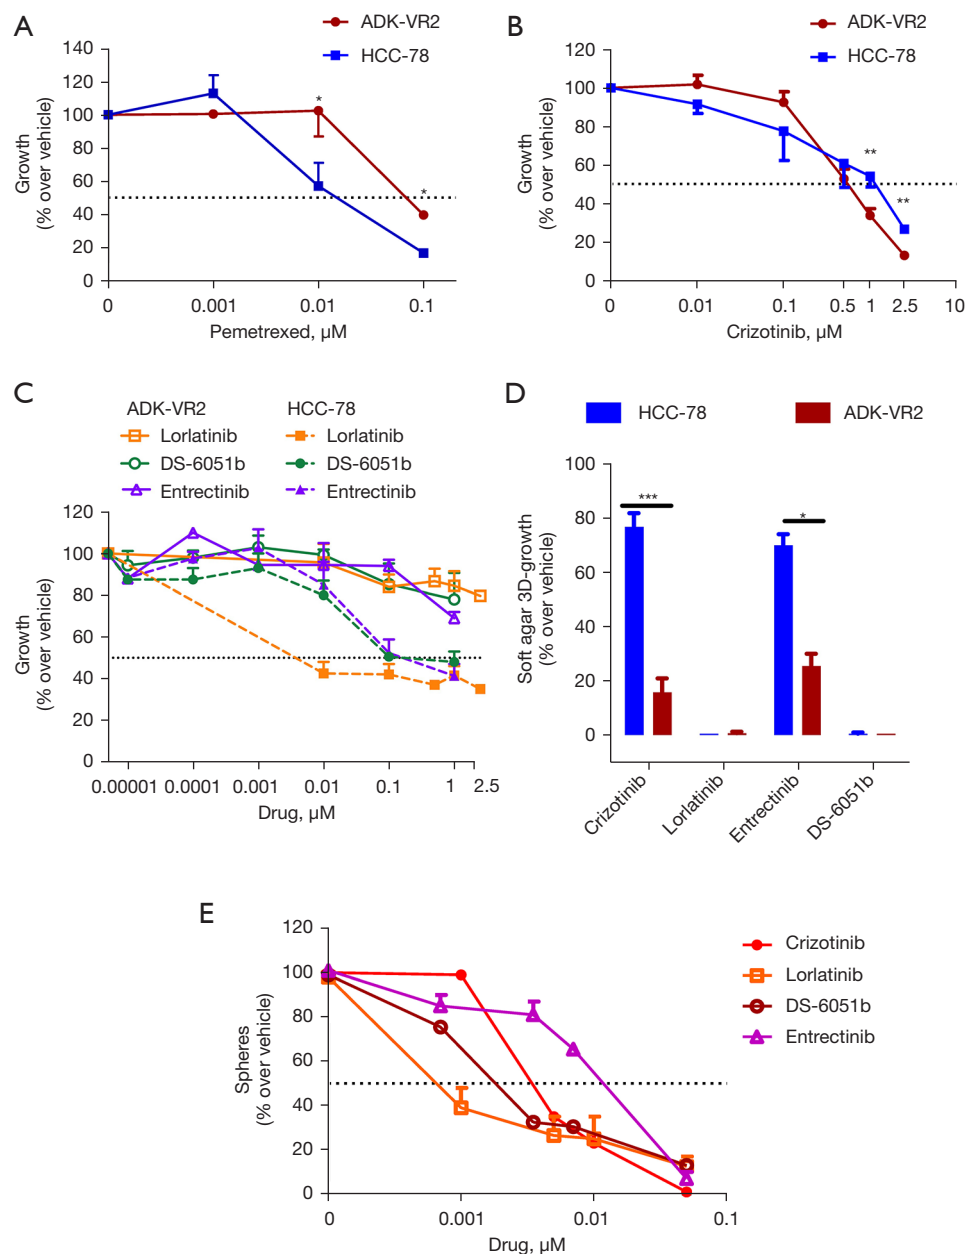 A
ADK-VR2
HCC-78
140
120
100
80
60
40
20
0
Growth
(% over vehicle)
*
*
0 0.001 0.01 0.1
Pemetrexed, µM
B
ADK-VR2
HCC-78
120
100
80
60
40
20
0
Growth
(% over vehicle)
**
**
0 0.01 0.1 0.5 1 2.5 10
Crizotinib, µM
C
ADK-VR2 HCC-78
Lorlatinib Lorlatinib
DS-6051b DS-6051b
Entrectinib Entrectinib
120
100
80
60
40
20
0
Growth
(% over vehicle)
0.00001 0.0001 0.001 0.01 0.1 1 2.5
Drug, µM
D
HCC-78 ADK-VR2
100
80
60
40
20
0
Soft agar 3D-growth
(% over vehicle)
***
*
Crizotinib
Lorlatinib
Entrectinib
DS-6051b
E
120
100
80
60
40
20
0
Spheres
(% over vehicle)
Crizotinib
Lorlatinib
DS-6051b
Entrectinib
0 0.001 0.01 0.1
Drug, µM